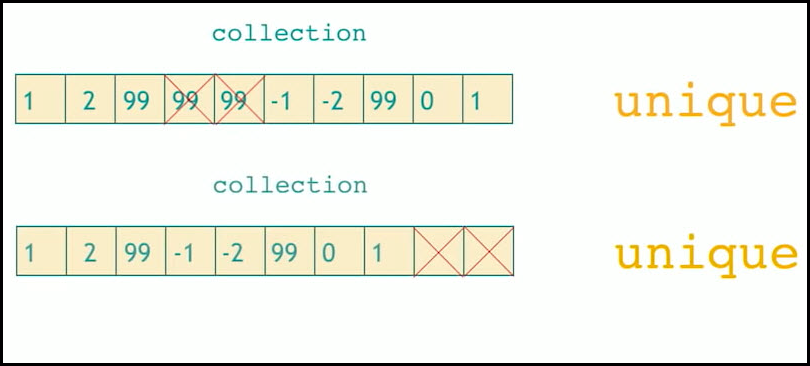 collection
1 2 99 99 99 -1 -2 99 0 1 unique
collection
1 2 99 -1 -2 99 0 1 unique